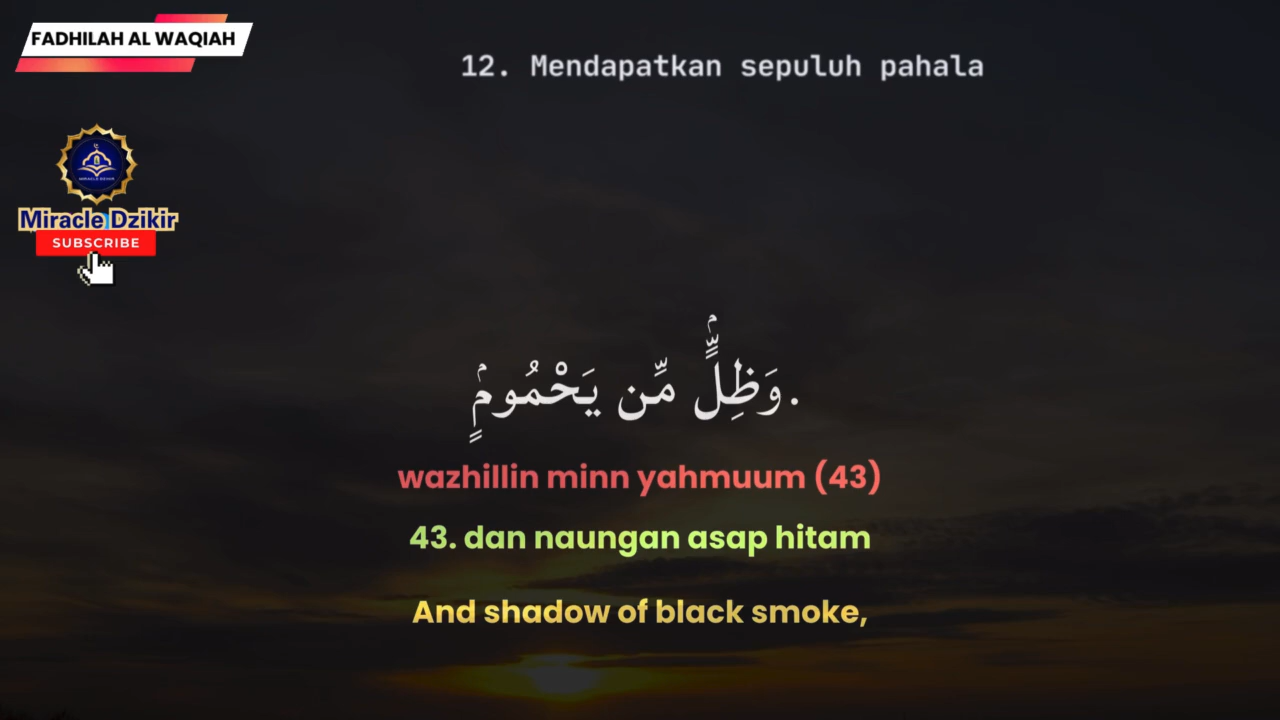 FADHILAH AL WAQIAH
12. Mendapatkan sepuluh pahala
Miracle Dzikir
SUBSCRIBE
.وَظِلٍّۢ مِّن يَحْمُومٍۢ
wazhillin minn yahmuum (43)
43. dan naungan asap hitam
And shadow of black smoke,